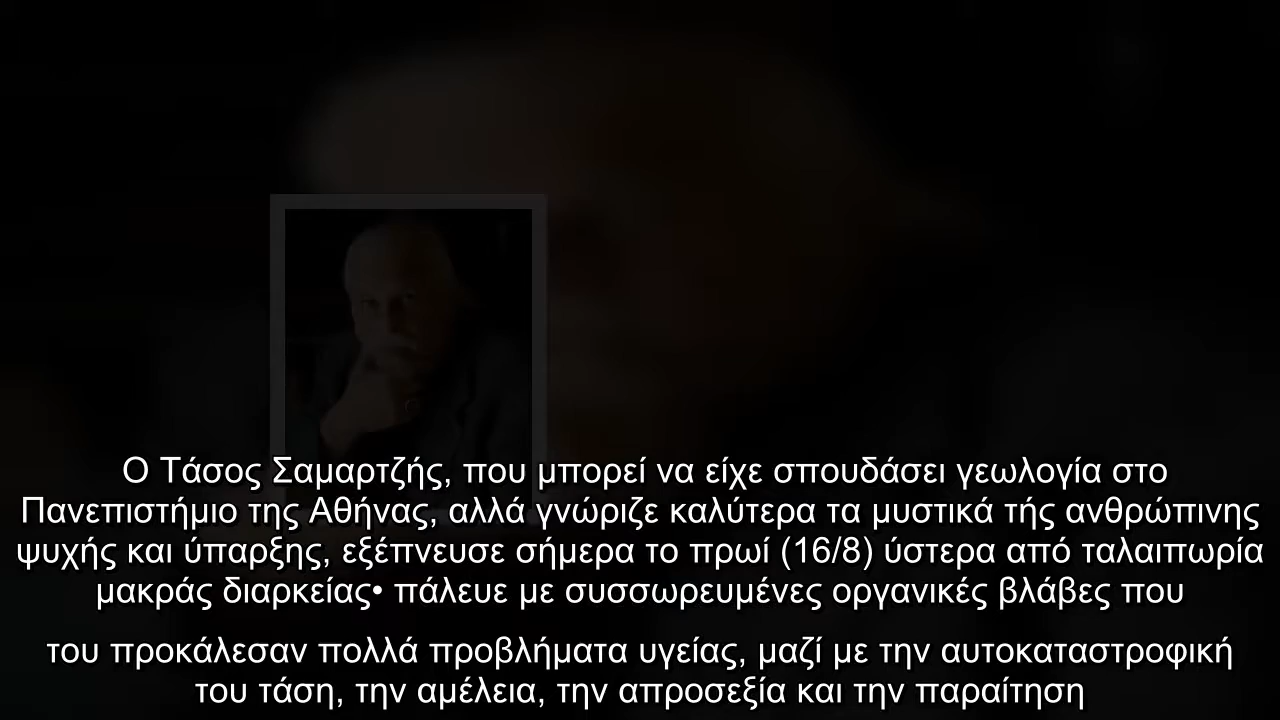 Ο Τάσος Σαμαρτζής, που μπορεί να είχε σπουδάσει γεωλογία στο
Πανεπιστήμιο της Αθήνας, αλλά γνώριζε καλύτερα τα μυστικά τής ανθρώπινης
ψυχής και ύπαρξης, εξέπνευσε σήμερα το πρωί (16/8) ύστερα από ταλαιπωρία
μακράς διαρκείας• πάλευε με συσσωρευμένες οργανικές βλάβες που
του προκάλεσαν πολλά προβλήματα υγείας, μαζί με την αυτοκαταστροφική
του τάση, την αμέλεια, την απροσεξία και την παραίτηση